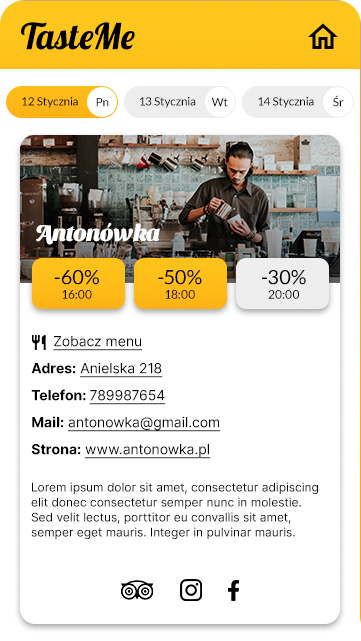 TasteMe
12 Stycznia Pn 13 Stycznia Wt 14 Stycznia Śr
Antonówka
-60% -50% -30%
16:00 18:00 20:00
Zobacz menu
Adres: Anielska 218
Telefon: 789987654
Mail: antonowka@gmail.com
Strona: www.antonowka.pl
Lorem ipsum dolor sit amet, consectetur adipiscing
elit donec consectetur semper nunc in molestie.
Sed velit lectus, porttitor eu convallis sit amet,
semper eget mauris. Integer in pulvinar mauris.